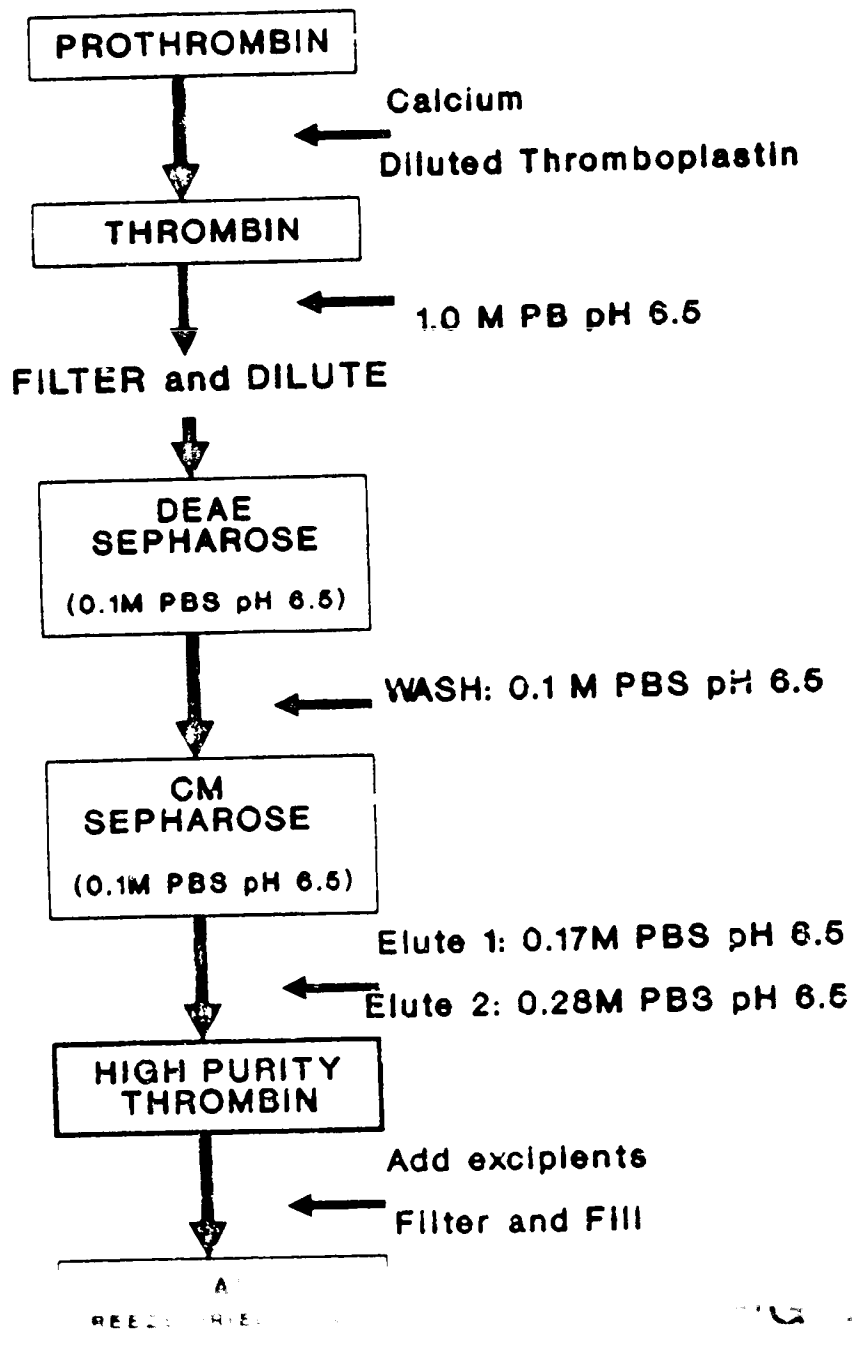 PROTHROMBIN
Calcium
Diluted Thromboplastin
THROMBIN
1.0 M PB pH 6.5
FILTER and DILUTE
DEAE
SEPHAROSE
(0.1M PBS pH 6.5)
WASH: 0.1 M PBS pH 6.5
CM
SEPHAROSE
(0.1M PBS pH 6.5)
Elute 1: 0.17M PBS pH 6.5
Elute 2: 0.28M PBS pH 6.5
HIGH PURITY
THROMBIN
Add excipients
Filter and Fill